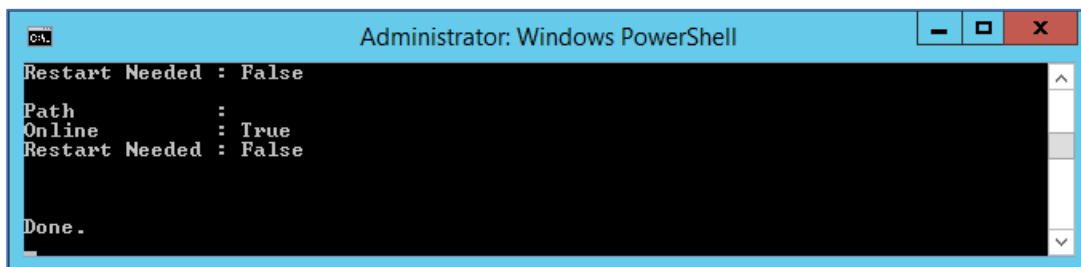 Administrator: Windows PowerShell
Restart Needed : False
Path :
Online : True
Restart Needed : False
Done.